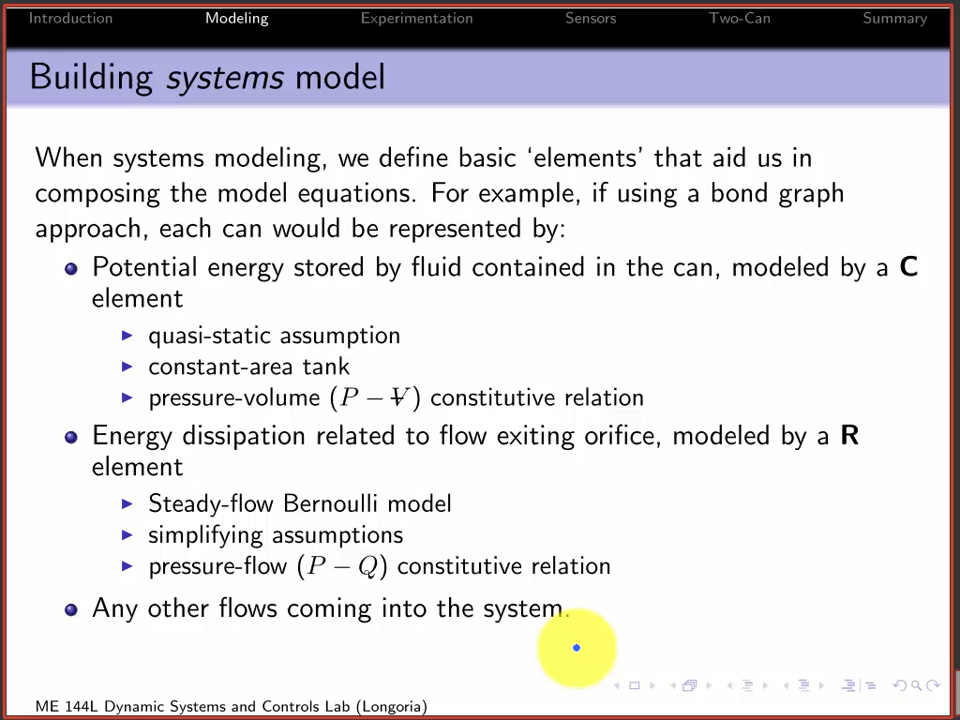 Introduction Modeling Experimentation Sensors Two-Can Summary
Building systems model
When systems modeling, we define basic ‘elements’ that aid us in
composing the model equations. For example, if using a bond graph
approach, each can would be represented by:
Potential energy stored by fluid contained in the can, modeled by a C
element
quasi-static assumption
constant-area tank
pressure-volume (P − V̶) constitutive relation
Energy dissipation related to flow exiting orifice, modeled by a R
element
Steady-flow Bernoulli model
simplifying assumptions
pressure-flow (P − Q) constitutive relation
Any other flows coming into the system.
ME 144L Dynamic Systems and Controls Lab (Longoria)